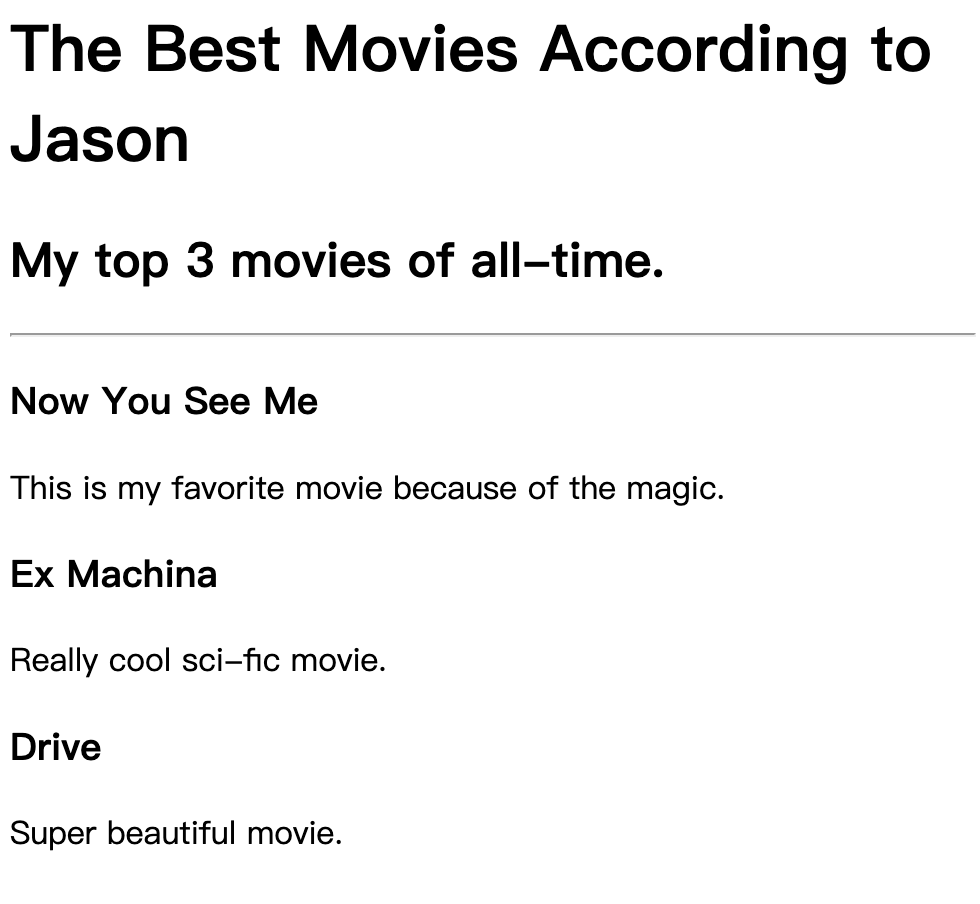 The Best Movies According to
Jason
My top 3 movies of all-time.
Now You See Me
This is my favorite movie because of the magic.
Ex Machina
Really cool sci-fic movie.
Drive
Super beautiful movie.